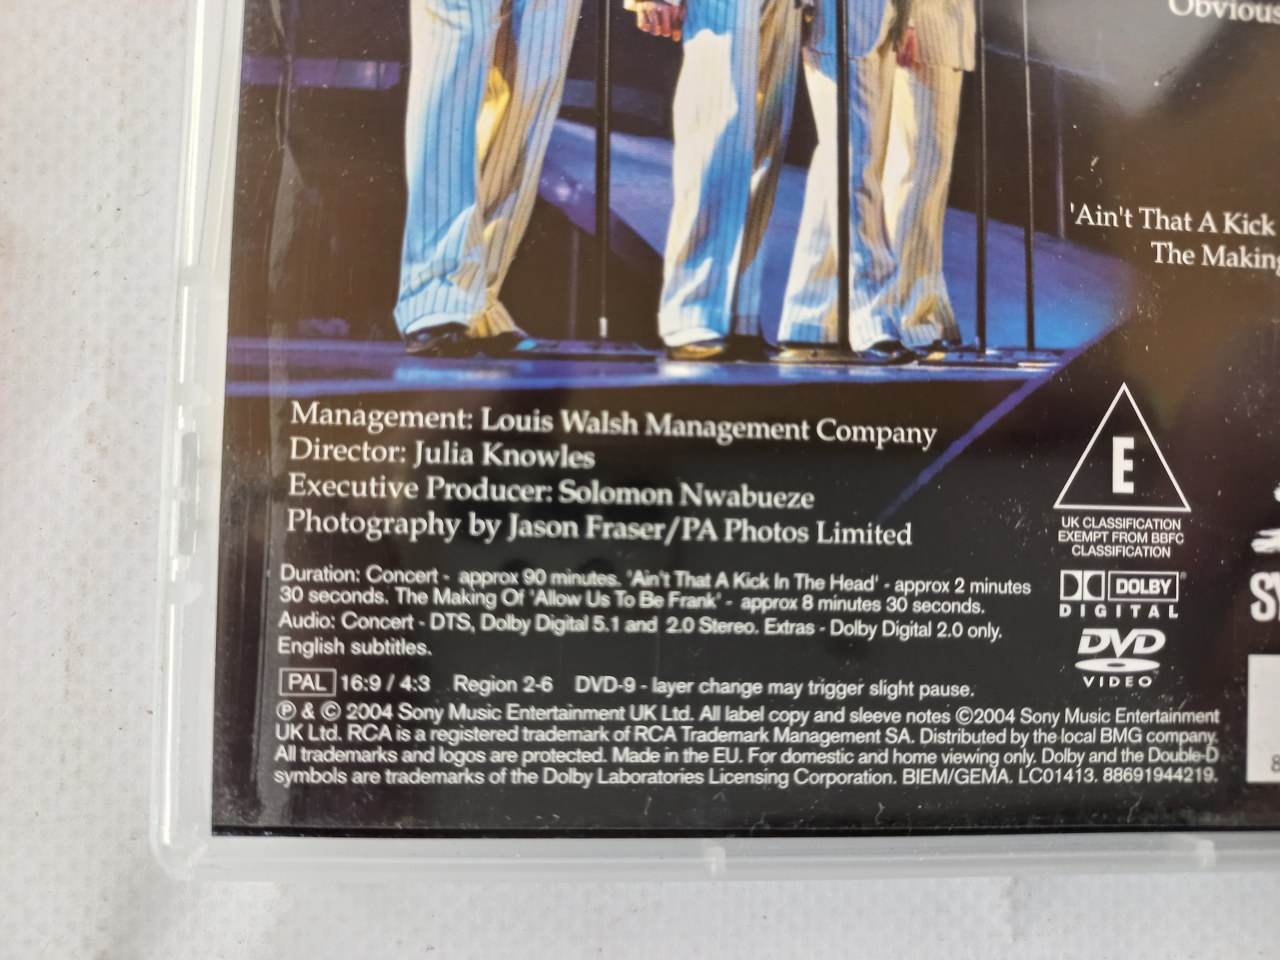 Obvious
'Ain't That A Kick
The Making
Management: Louis Walsh Management Company
Director: Julia Knowles
Executive Producer: Solomon Nwabueze
Photography by Jason Fraser/PA Photos Limited
E
UK CLASSIFICATION
EXEMPT FROM BBFC
CLASSIFICATION
Duration: Concert - approx 90 minutes. 'Ain't That A Kick In The Head' - approx 2 minutes
30 seconds. The Making Of 'Allow Us To Be Frank' - approx 8 minutes 30 seconds.
Audio: Concert - DTS, Dolby Digital 5.1 and 2.0 Stereo. Extras - Dolby Digital 2.0 only.
English subtitles.
DOLBY
DIGITAL
DVD
VIDEO
PAL 16:9 / 4:3 Region 2-6 DVD-9 - layer change may trigger slight pause.
℗ & © 2004 Sony Music Entertainment UK Ltd. All label copy and sleeve notes ©2004 Sony Music Entertainment
UK Ltd. RCA is a registered trademark of RCA Trademark Management SA. Distributed by the local BMG company.
All trademarks and logos are protected. Made in the EU. For domestic and home viewing only. Dolby and the Double-D
symbols are trademarks of the Dolby Laboratories Licensing Corporation. BIEM/GEMA. LC01413. 88691944219.
8